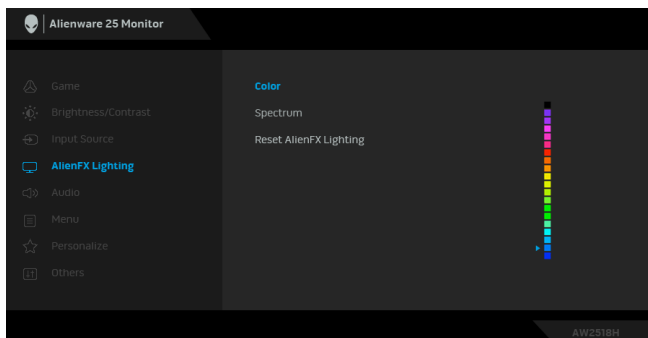 Alienware 25 Monitor
Game
Brightness/Contrast
Input Source
AlienFX Lighting
Audio
Menu
Personalize
Others
Color
Spectrum
Reset AlienFX Lighting
AW2518H